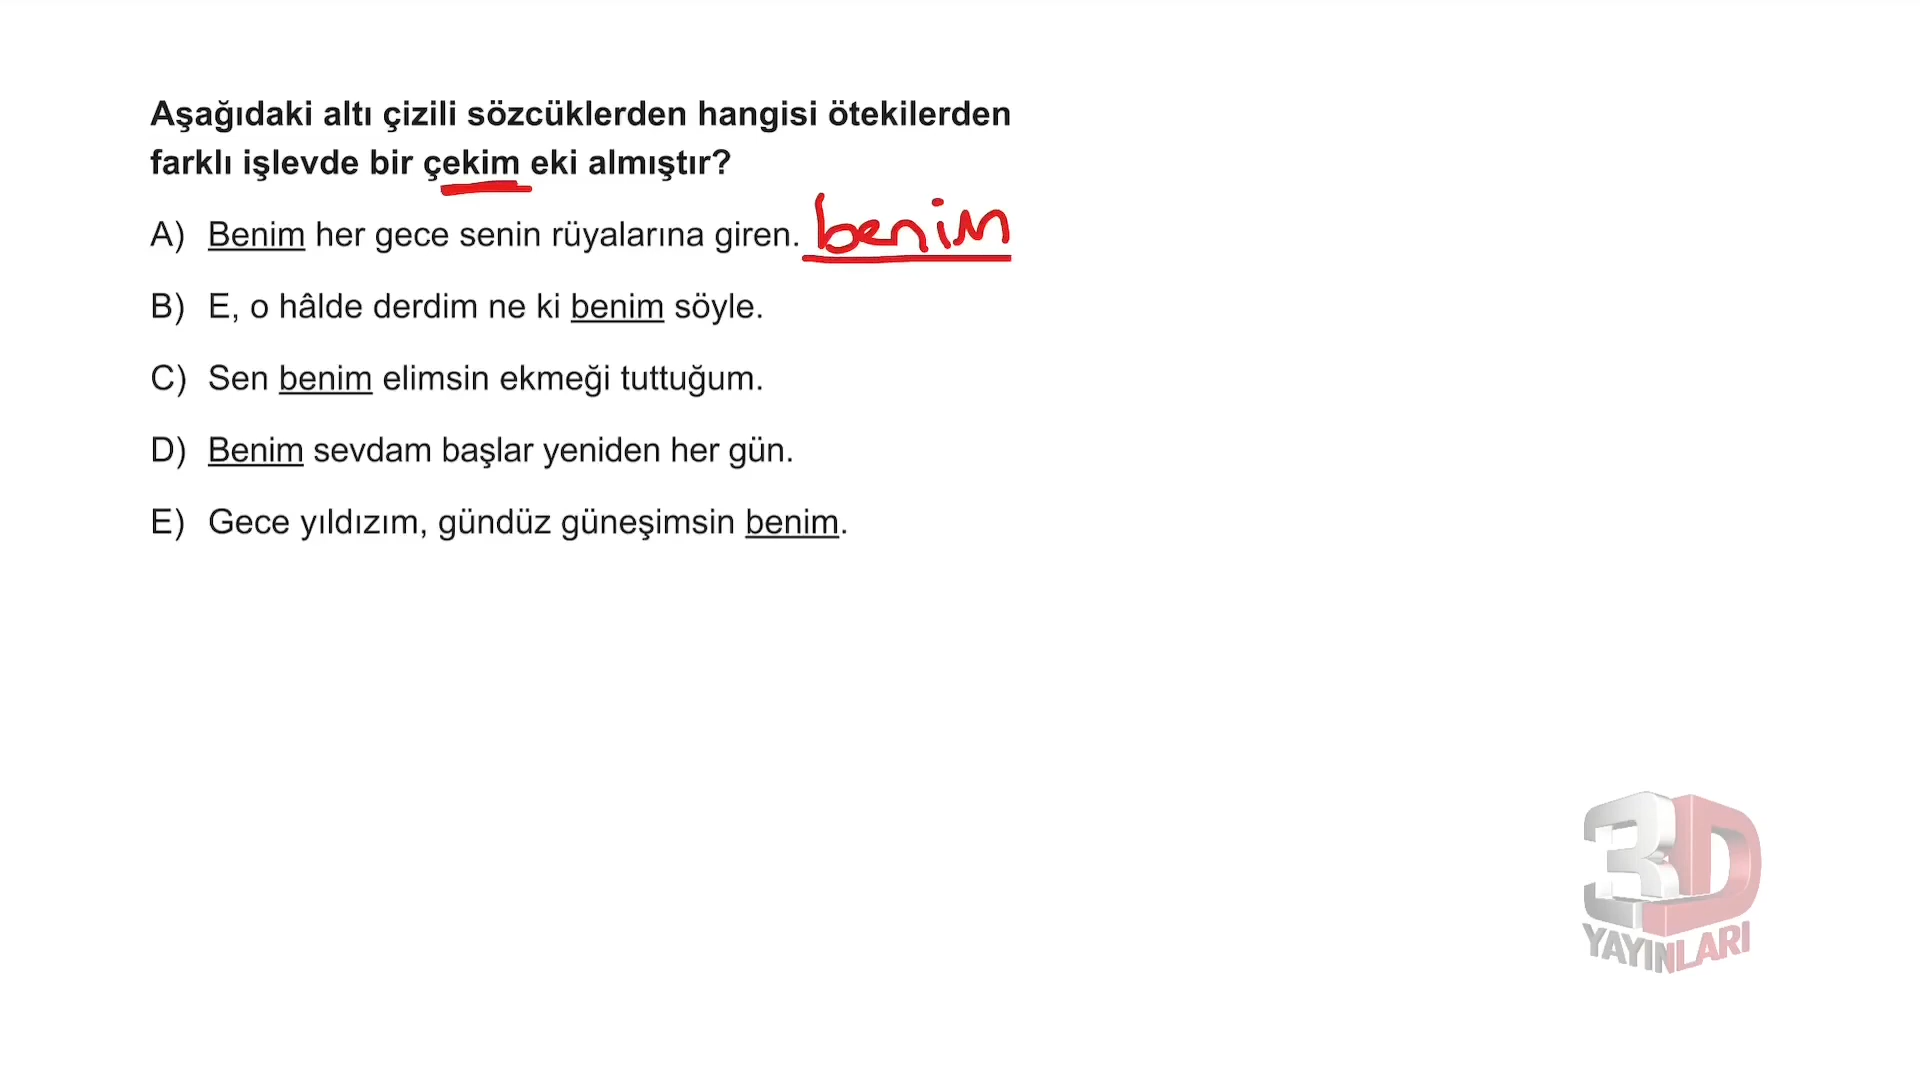 Aşağıdaki altı çizili sözcüklerden hangisi ötekilerden
farklı işlevde bir çekim eki almıştır?
A) Benim her gece senin rüyalarına giren. benim
B) E, o hâlde derdim ne ki benim söyle.
C) Sen benim elimsin ekmeği tuttuğum.
D) Benim sevdam başlar yeniden her gün.
E) Gece yıldızım, gündüz güneşimsin benim.
3D
YAYINLARI